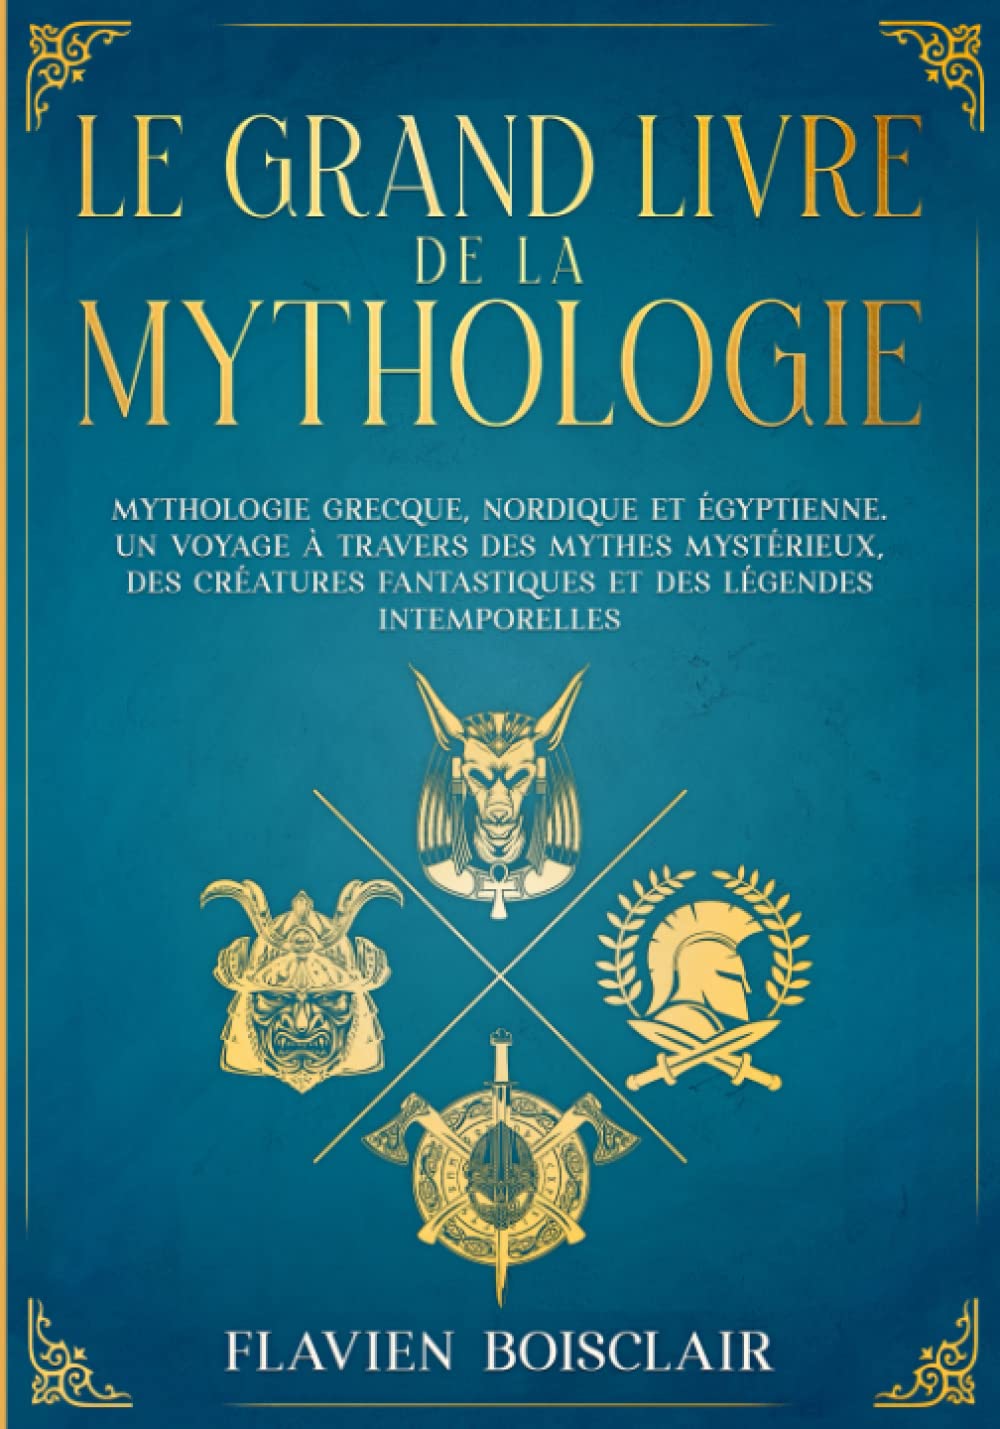 LE GRAND LIVRE
DE LA
MYTHOLOGIE
MYTHOLOGIE GRECQUE, NORDIQUE ET ÉGYPTIENNE.
UN VOYAGE À TRAVERS DES MYTHES MYSTÉRIEUX,
DES CRÉATURES FANTASTIQUES ET DES LÉGENDES
INTEMPORELLES
FLAVIEN BOISCLAIR